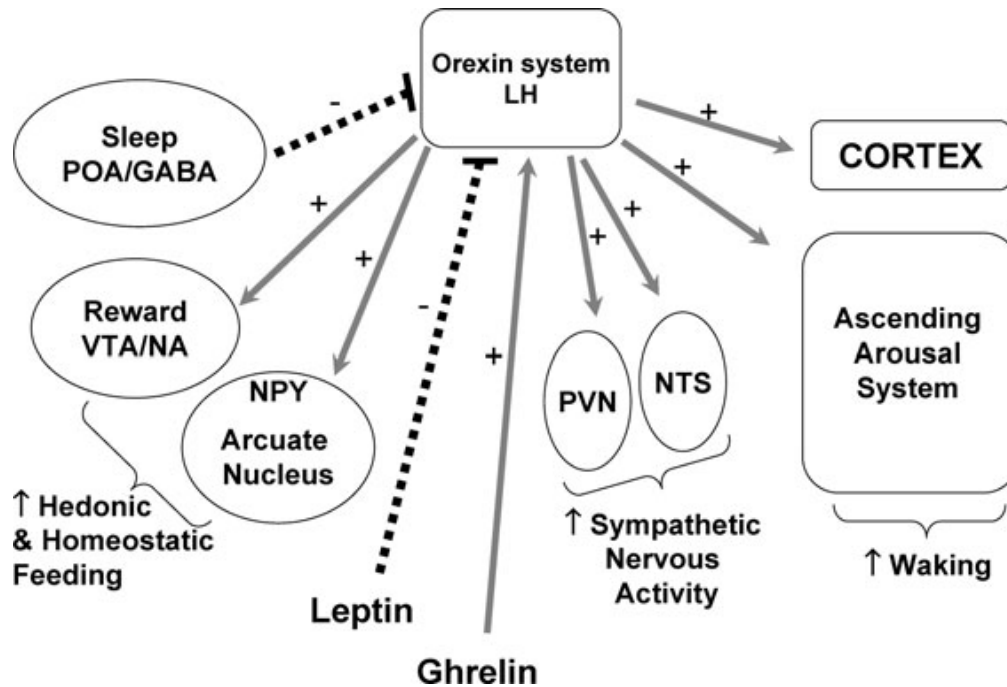 Orexin system
LH
-
+
Sleep
POA/GABA
CORTEX
+
+
+
+
Reward
VTA/NA
-
+
+
Ascending
Arousal
System
NPY
Arcuate
Nucleus
PVN
NTS
↑ Hedonic
& Homeostatic
Feeding
↑ Sympathetic
Nervous
Activity
↑ Waking
Leptin
Ghrelin